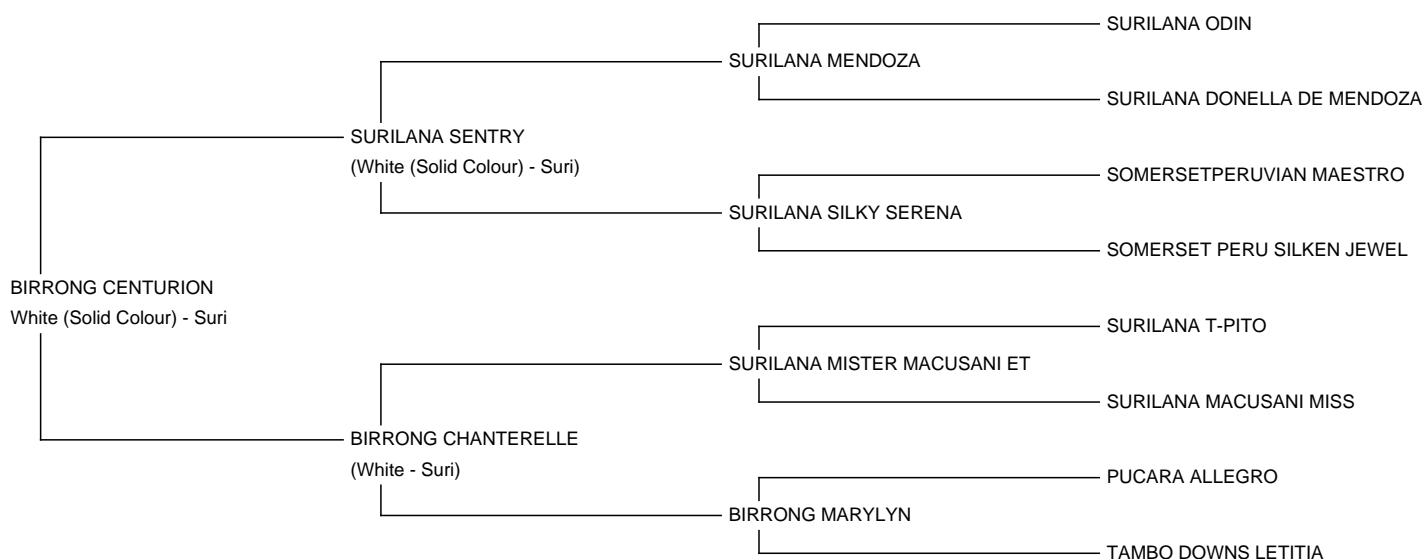 SURILANA ODIN
SURILANA MENDOZA
SURILANA DONELLA DE MENDOZA
SURILANA SENTRY
(White (Solid Colour) - Suri)
SOMERSETPERUVIAN MAESTRO
SURILANA SILKY SERENA
SOMERSET PERU SILKEN JEWEL
BIRRONG CENTURION
White (Solid Colour) - Suri
SURILANA T-PITO
SURILANA MISTER MACUSANI ET
SURILANA MACUSANI MISS
BIRRONG CHANTERELLE
(White - Suri)
PUCARA ALLEGRO
BIRRONG MARYLYN
TAMBO DOWNS LETITIA